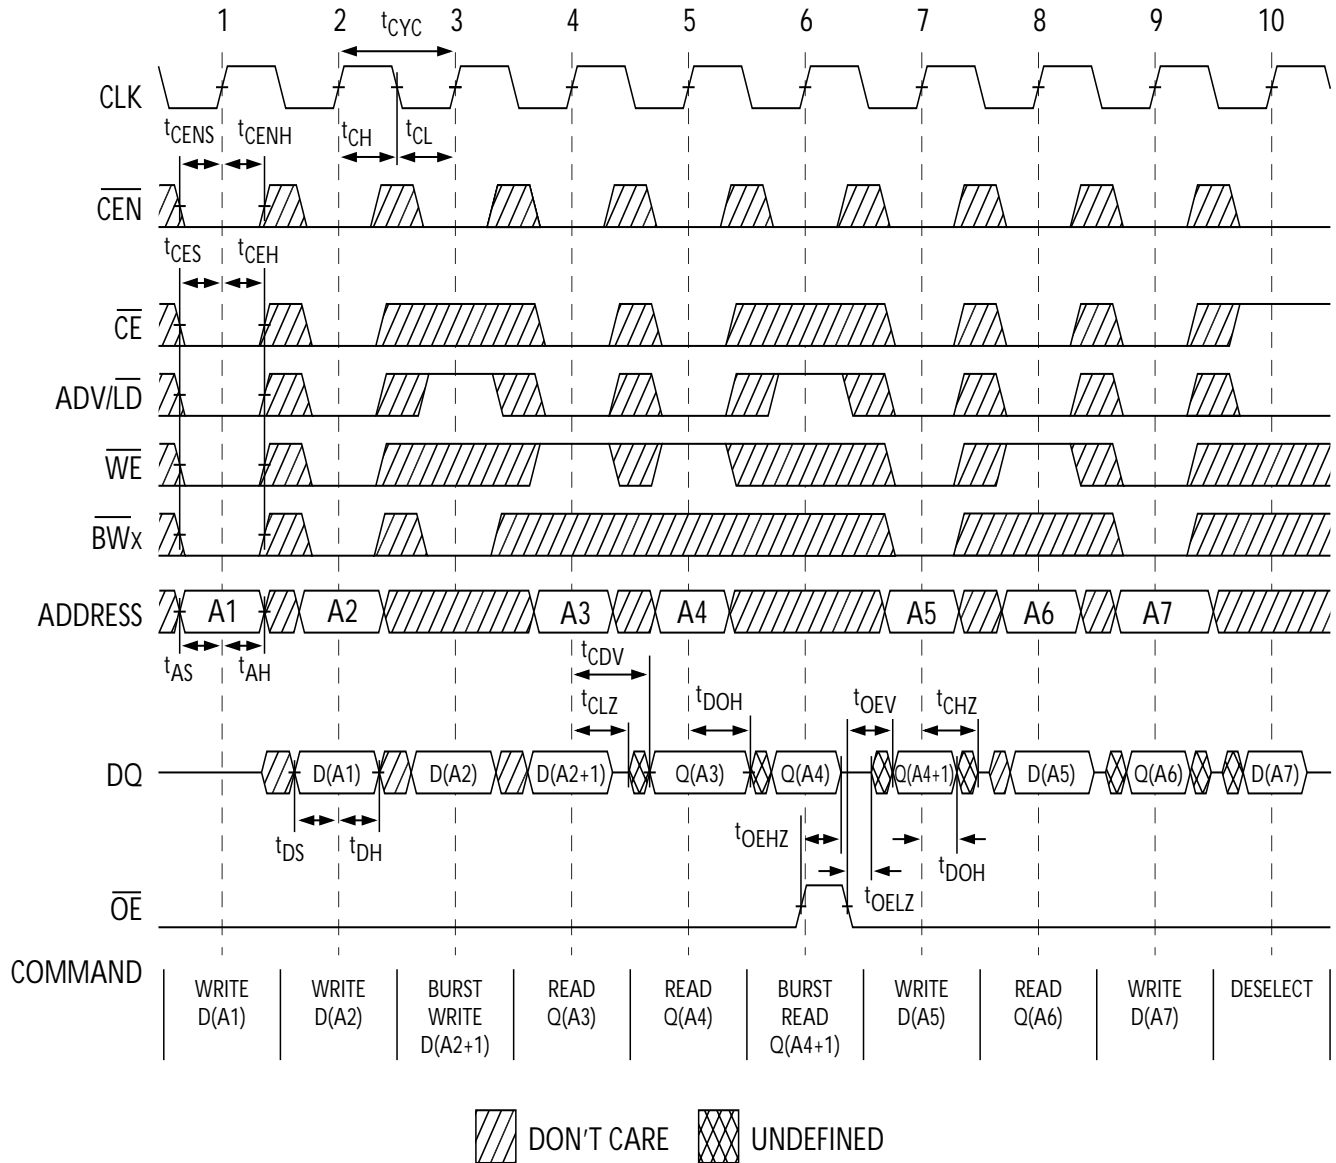 1 2 3 4 5 6 7 8 9 10
tCYC
CLK
tCENS tCENH tCH tCL
CEN
tCES tCEH
CE
ADV/LD
WE
BWx
ADDRESS A1 A2 A3 A4 A5 A6 A7
tAS tAH tCDV
tCLZ tDOH tOEV tCHZ
DQ D(A1) D(A2) D(A2+1) Q(A3) Q(A4) Q(A4+1) D(A5) Q(A6) D(A7)
tDS tDH tOEHZ tDOH
tOELZ
OE
COMMAND
WRITE D(A1)
WRITE D(A2)
BURST WRITE D(A2+1)
READ Q(A3)
READ Q(A4)
BURST READ Q(A4+1)
WRITE D(A5)
READ Q(A6)
WRITE D(A7)
DESELECT
DON'T CARE UNDEFINED